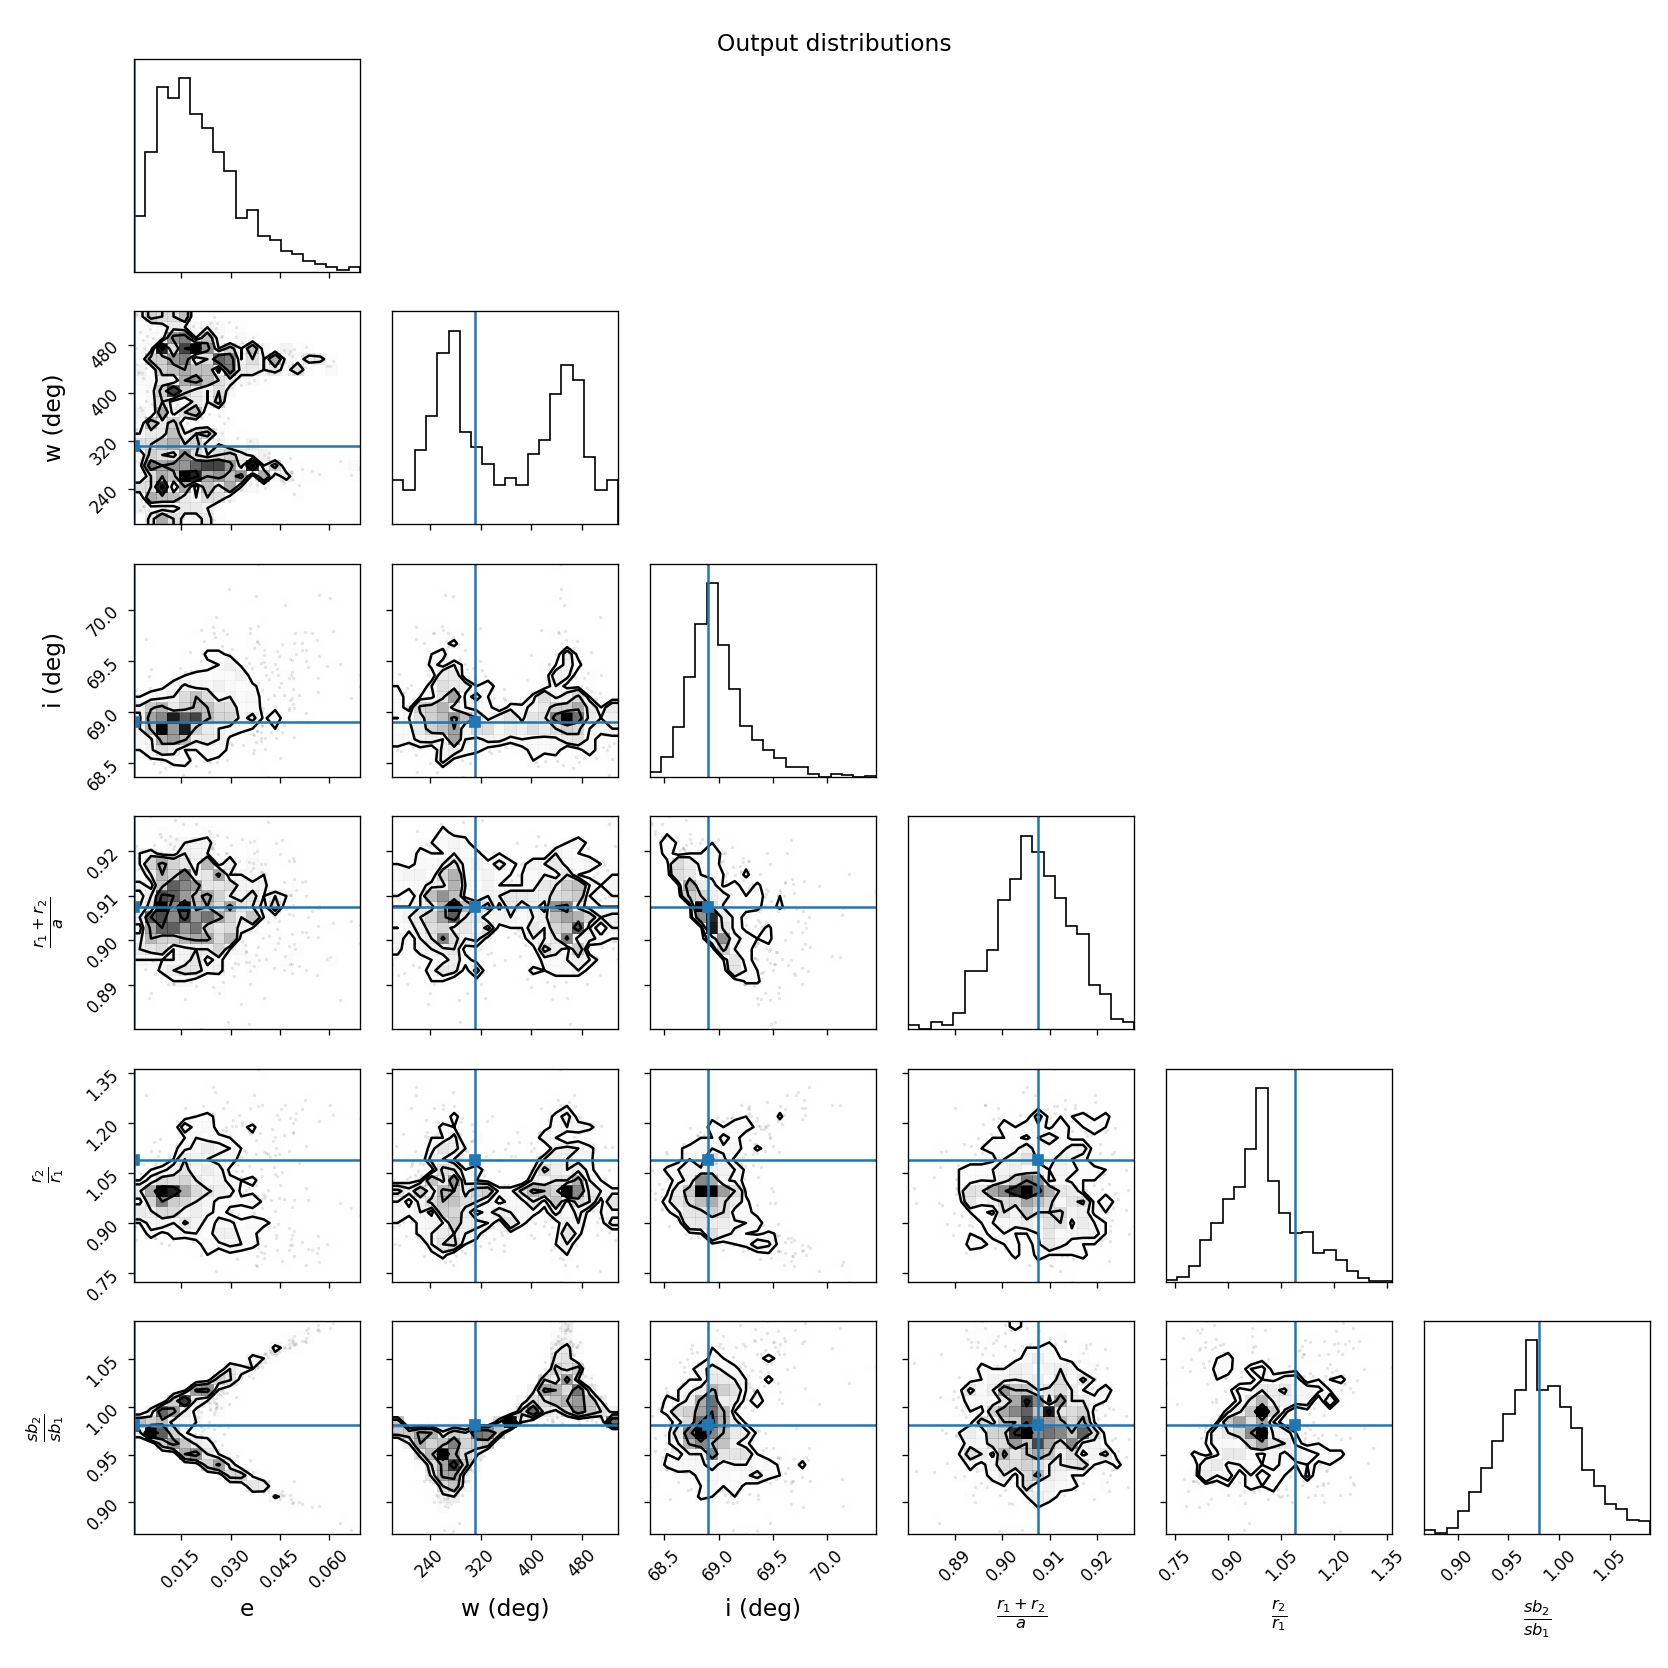 Output distributions
480
400
320
240
w (deg)
70.0
69.5
69.0
68.5
i (deg)
0.92
0.91
0.90
0.89
r₁ + r₂
a
1.35
1.20
1.05
0.90
0.75
r₂
r₁
1.05
1.00
0.95
0.90
sb₂
sb₁
0.015 0.030 0.045 0.060 240 320 400 480 68.5 69.0 69.5 70.0 0.89 0.90 0.91 0.92 0.75 0.90 1.05 1.20 1.35 0.90 0.95 1.00 1.05
e w (deg) i (deg) r₁ + r₂ r₂ sb₂
a r₁ sb₁